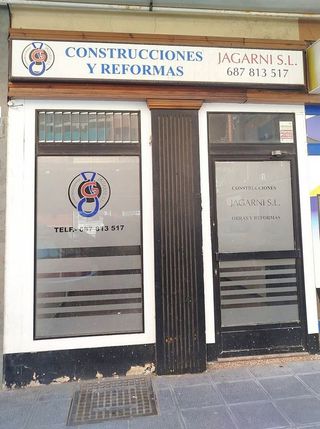 CONSTRUCCIONES
Y REFORMAS
JAGARNI S.L.
687 813 517
TELF.- 687 813 517
CONSTRUCCIONES
JAGARNI S.L.
OBRAS Y REFORMAS